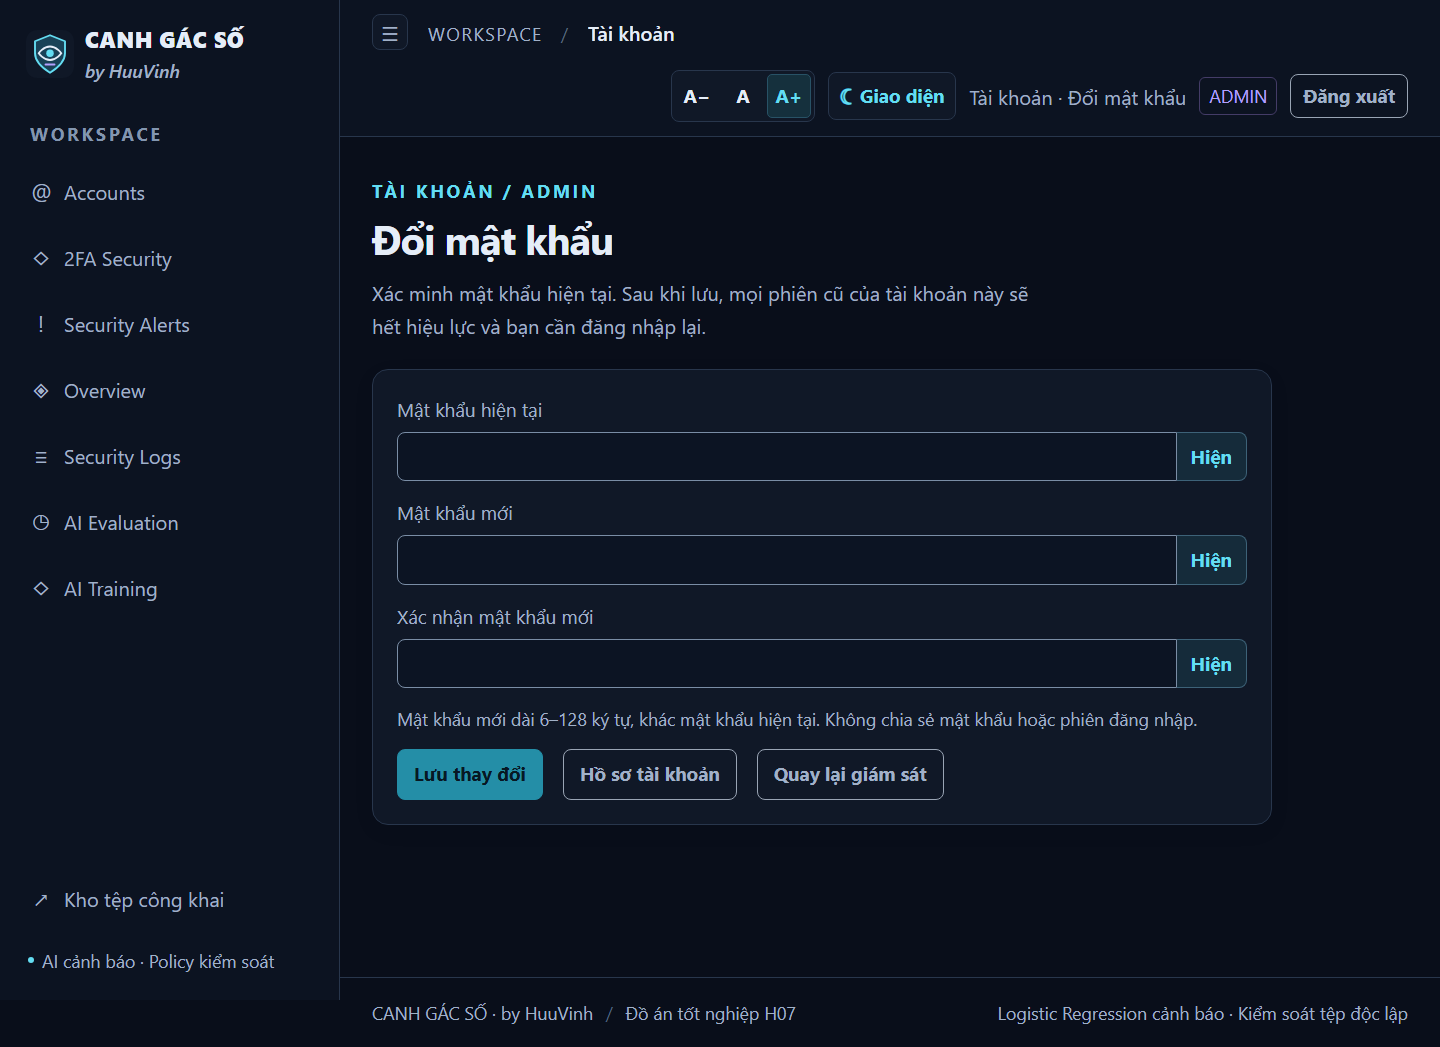 CANH GÁC SỐ
by HuuVinh
WORKSPACE
@ Accounts
2FA Security
! Security Alerts
Overview
Security Logs
AI Evaluation
AI Training
↗ Kho tệp công khai
• AI cảnh báo · Policy kiểm soát
☰ WORKSPACE / Tài khoản
A− A A+ ☾ Giao diện Tài khoản · Đổi mật khẩu ADMIN Đăng xuất
TÀI KHOẢN / ADMIN
Đổi mật khẩu
Xác minh mật khẩu hiện tại. Sau khi lưu, mọi phiên cũ của tài khoản này sẽ
hết hiệu lực và bạn cần đăng nhập lại.
Mật khẩu hiện tại
Hiện
Mật khẩu mới
Hiện
Xác nhận mật khẩu mới
Hiện
Mật khẩu mới dài 6–128 ký tự, khác mật khẩu hiện tại. Không chia sẻ mật khẩu hoặc phiên đăng nhập.
Lưu thay đổi Hồ sơ tài khoản Quay lại giám sát
CANH GÁC SỐ · by HuuVinh / Đồ án tốt nghiệp H07
Logistic Regression cảnh báo · Kiểm soát tệp độc lập